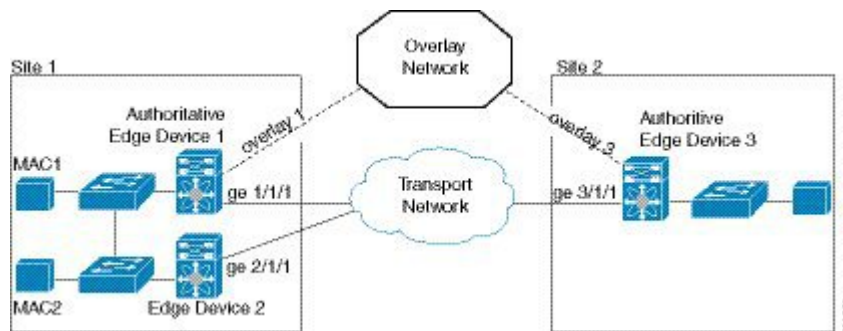 Site 1
Overlay
Network
Site 2
Authoritative
Edge Device 1
overlay 1
overlay 3
Authoritive
Edge Device 3
MAC1
ge 1/1/1
Transport
Network
ge 3/1/1
ge 2/1/1
MAC2
Edge Device 2